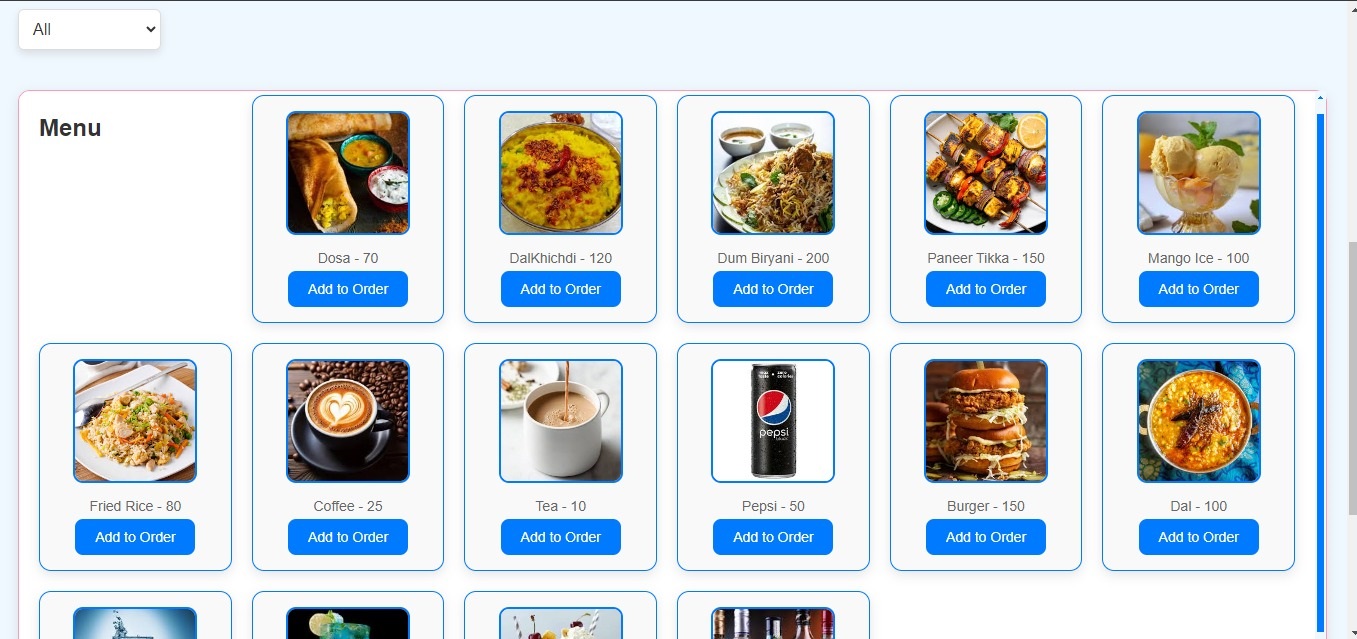 All
Menu
Dosa - 70
DalKhichdi - 120
Dum Biryani - 200
Paneer Tikka - 150
Mango Ice - 100
Add to Order
Add to Order
Add to Order
Add to Order
Add to Order
pepsi
Fried Rice - 80
Coffee - 25
Tea - 10
Pepsi - 50
Burger - 150
Dal - 100
Add to Order
Add to Order
Add to Order
Add to Order
Add to Order
Add to Order